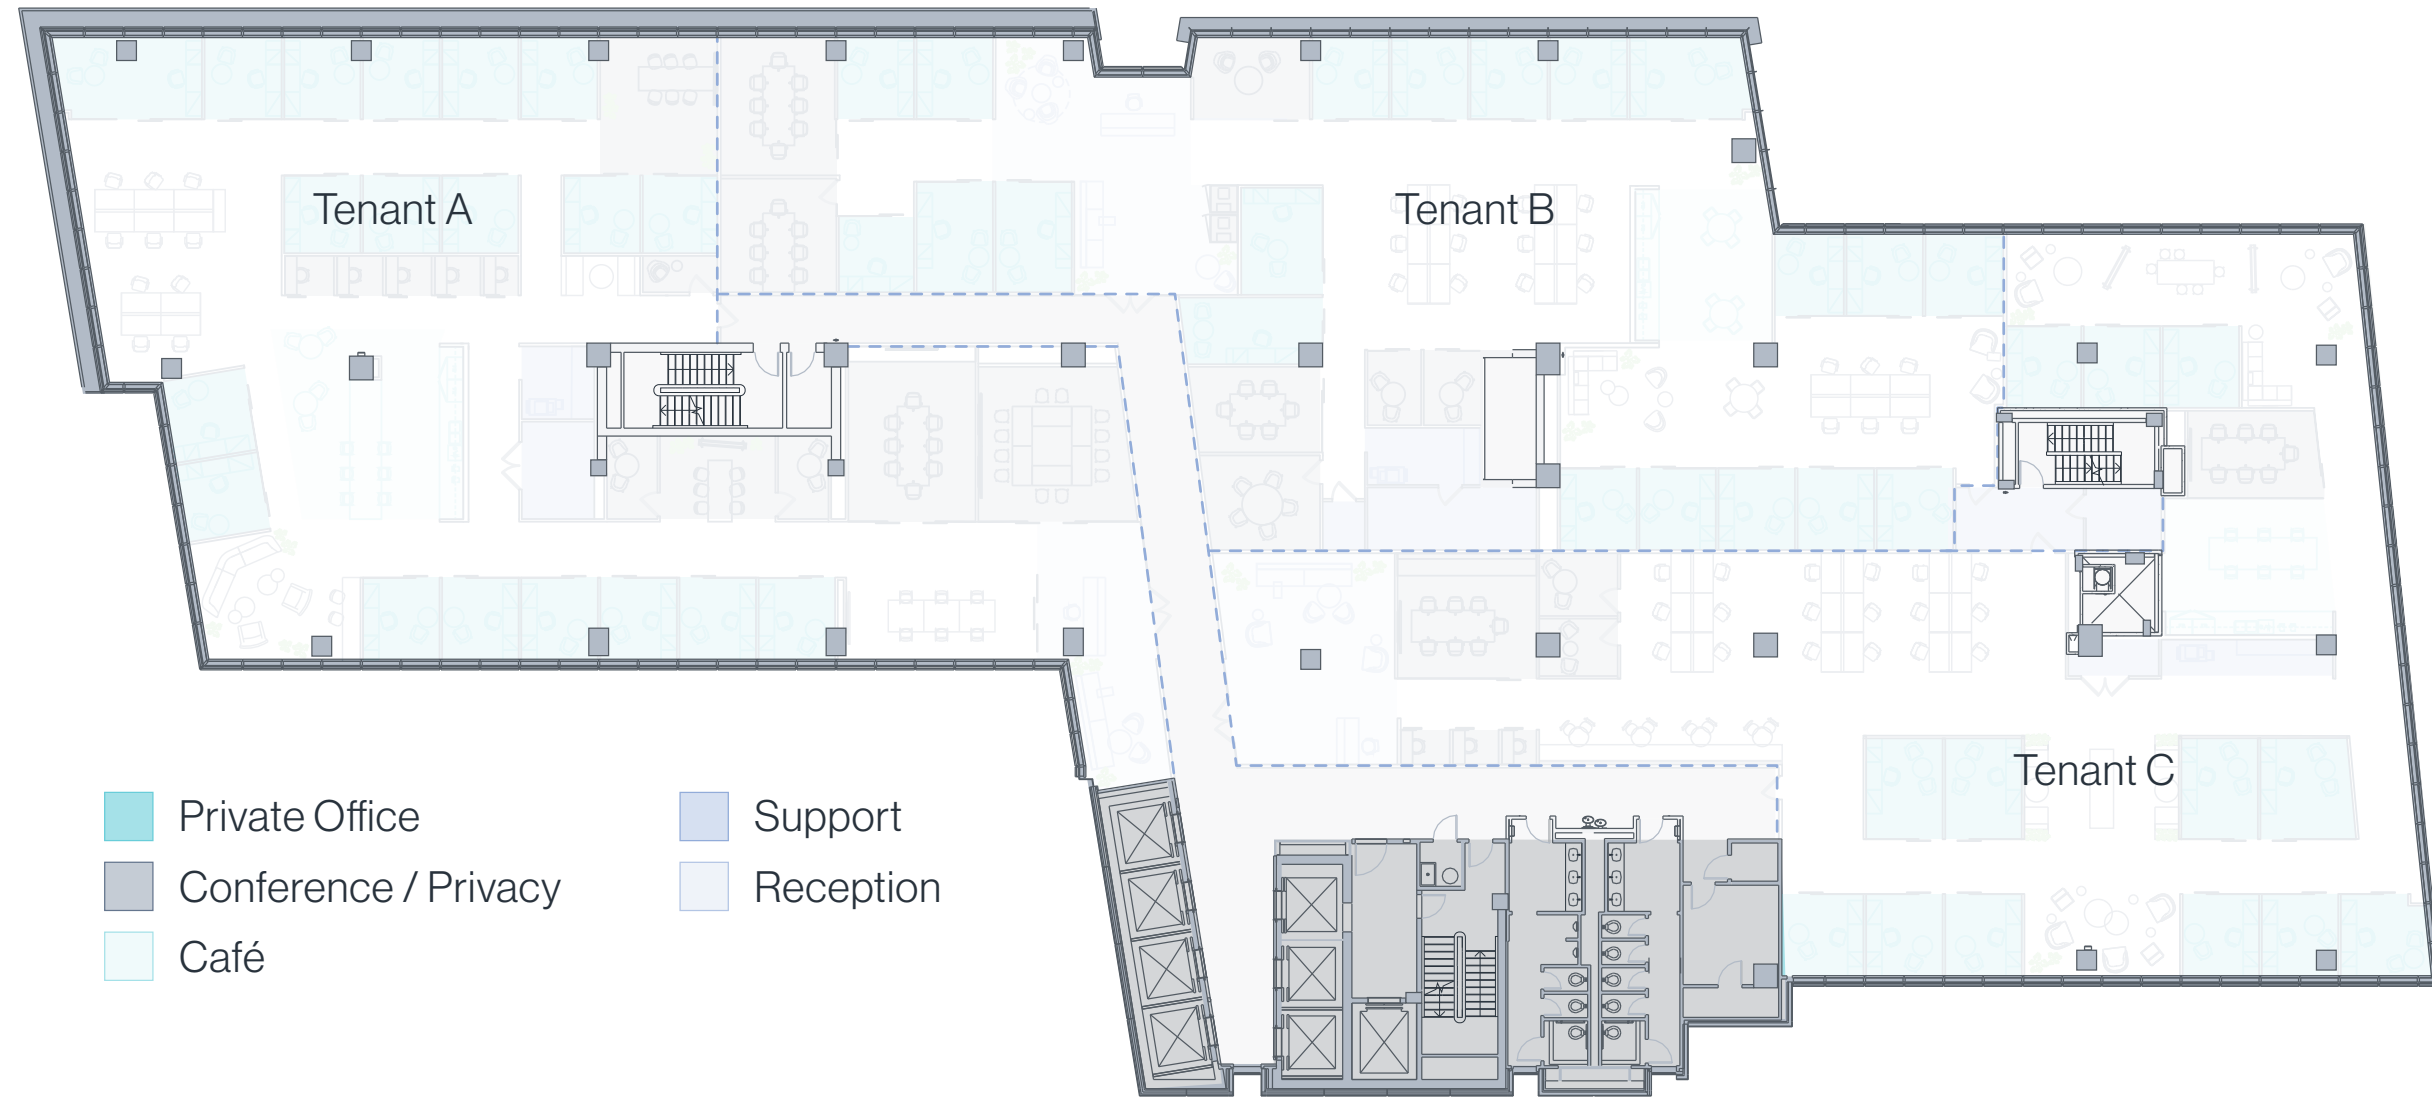 Tenant A
Tenant B
Tenant C
Private Office
Conference / Privacy
Café
Support
Reception